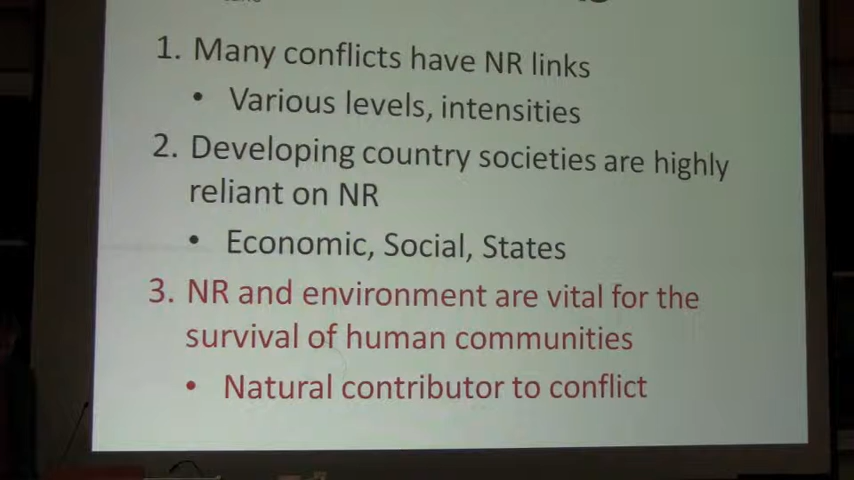 1. Many conflicts have NR links
• Various levels, intensities
2. Developing country societies are highly
reliant on NR
• Economic, Social, States
3. NR and environment are vital for the
survival of human communities
• Natural contributor to conflict